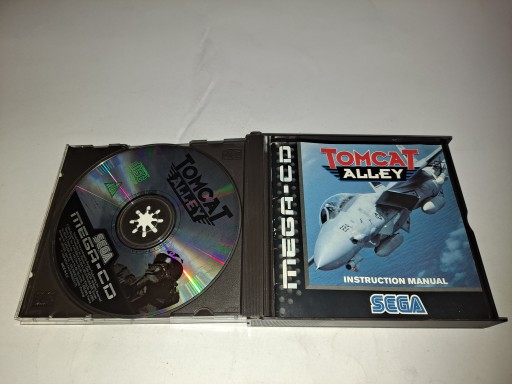 TOMCAT
ALLEY
SEGA
MEGA-CD
MEGA-CD
TOMCAT
ALLEY
INSTRUCTION MANUAL
SEGA